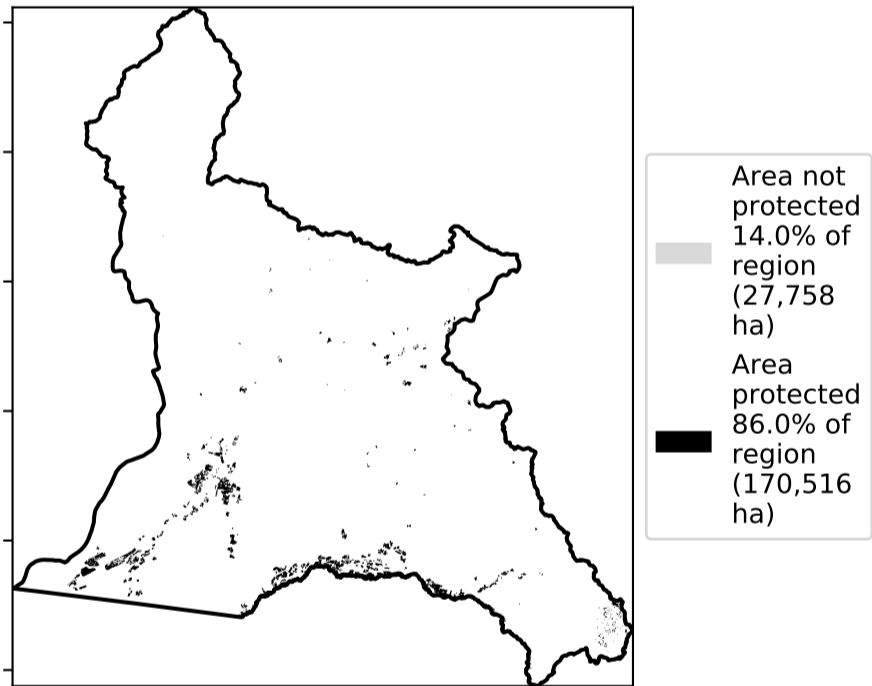 Area not
protected
14.0% of
region
(27,758
ha)
Area
protected
86.0% of
region
(170,516
ha)